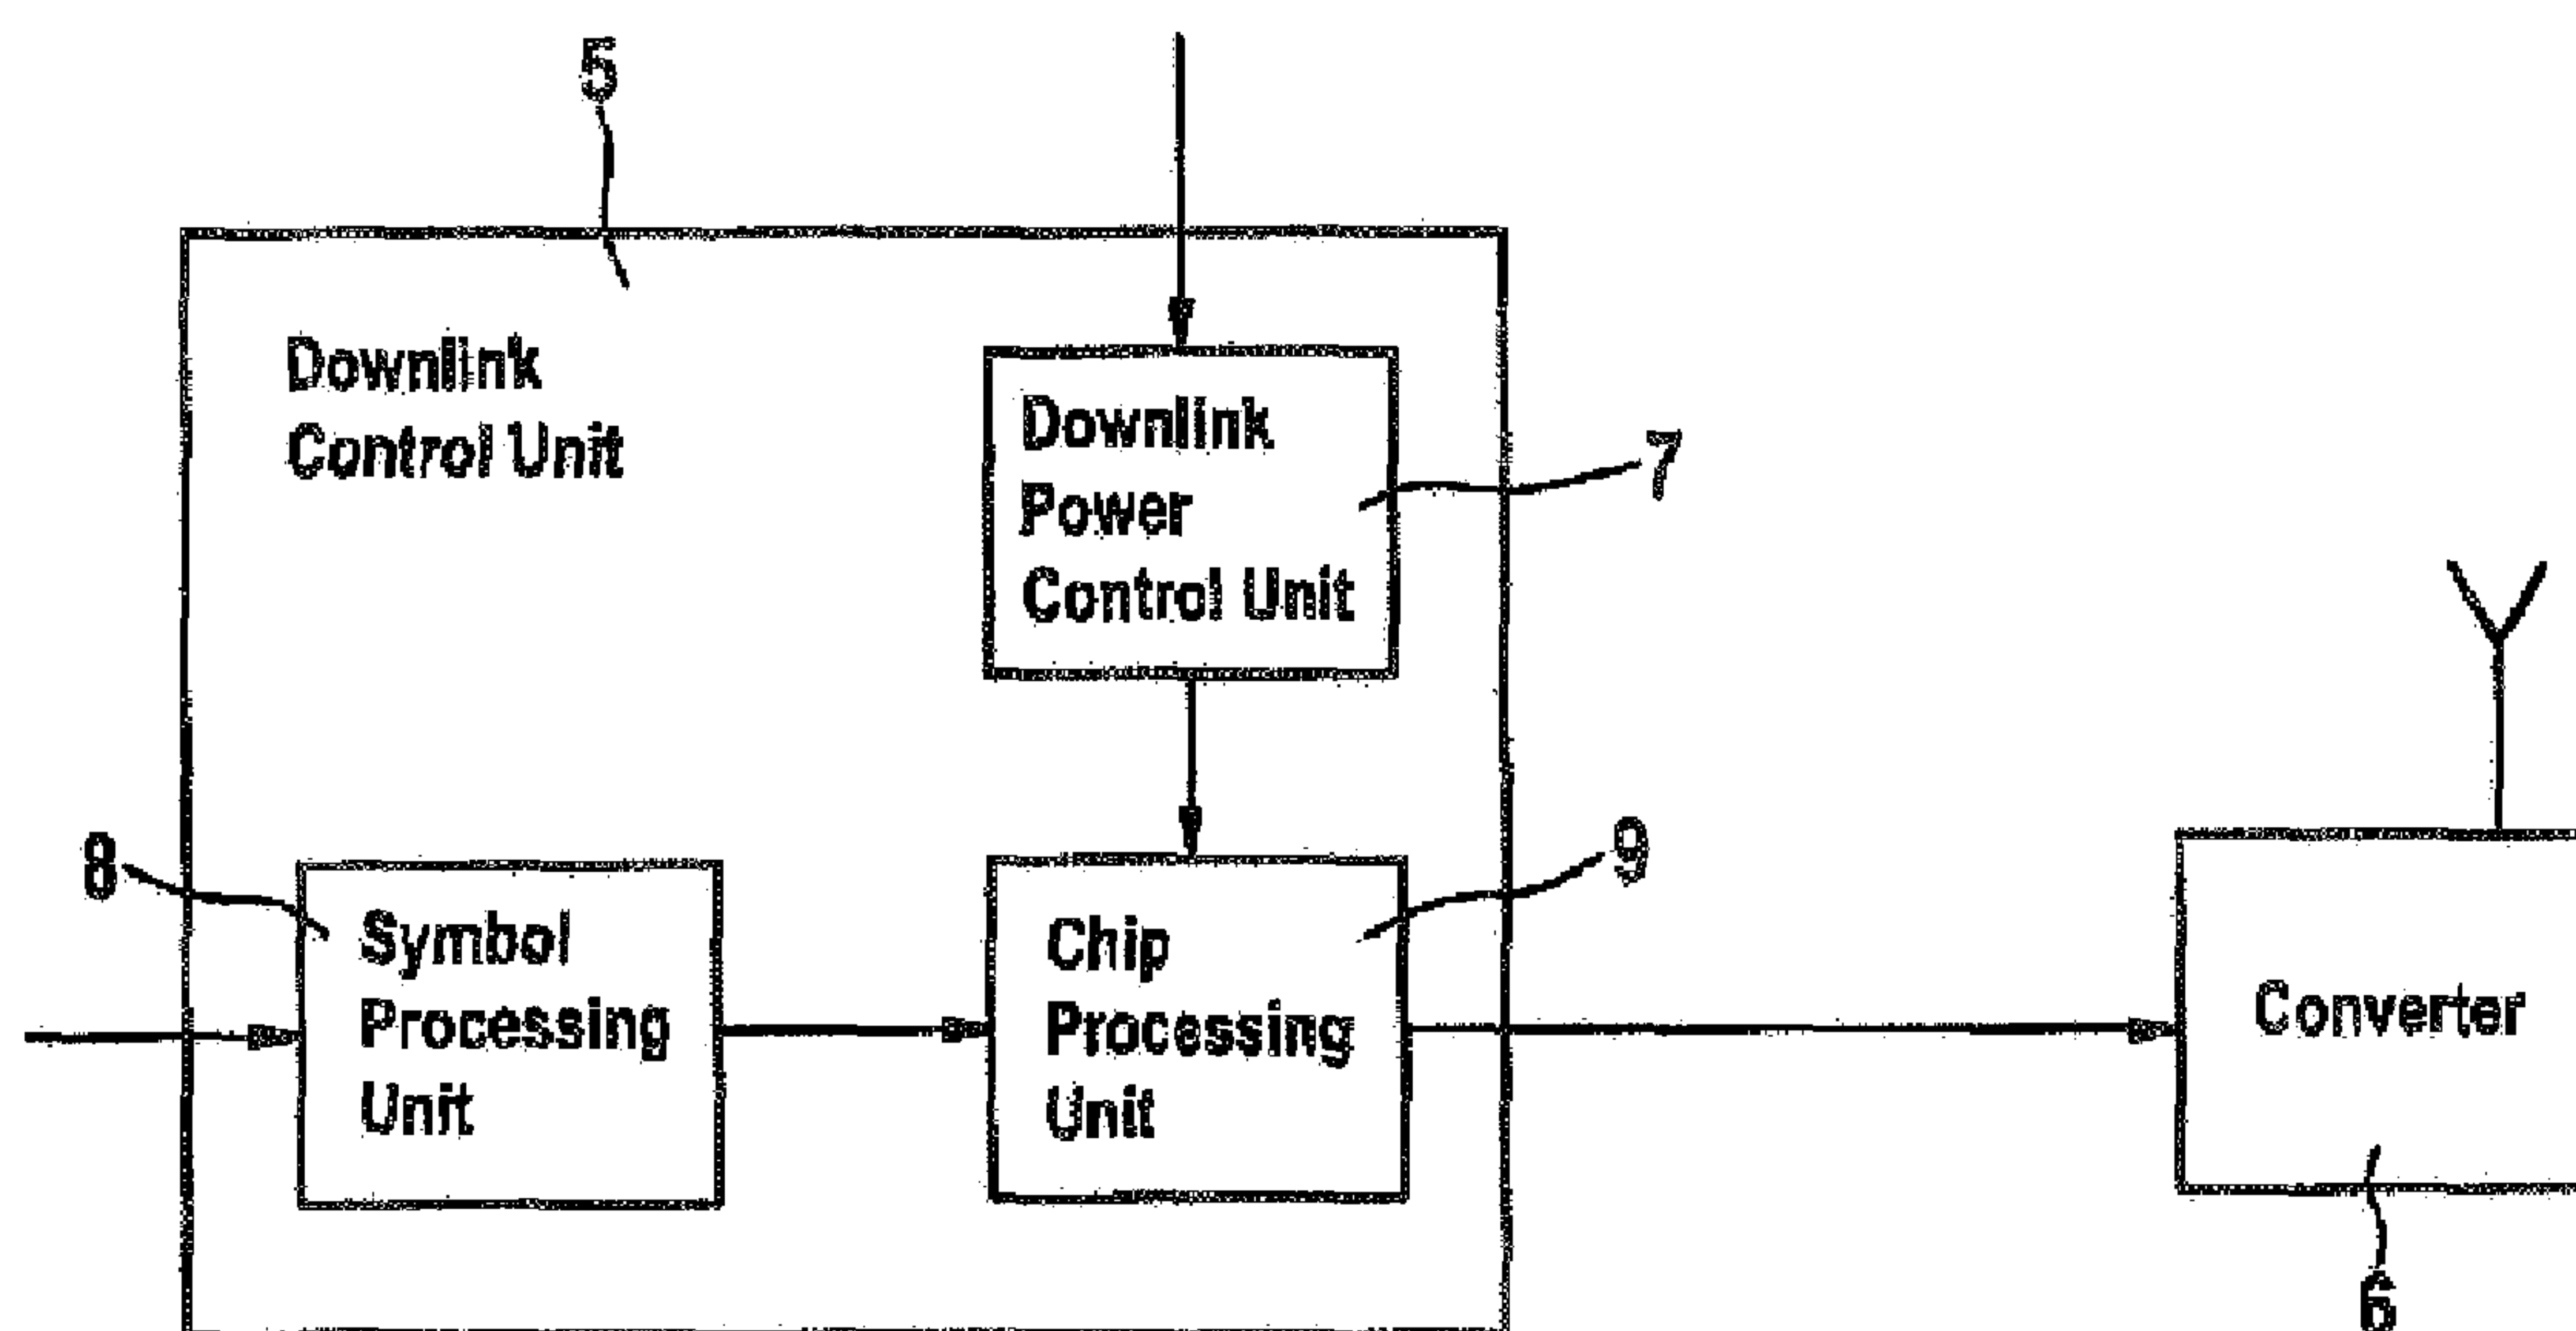 5
Downlink
Control Unit
Downlink
Power
Control Unit
7
8
Symbol
Processing
Unit
Chip
Processing
Unit
9
Converter
6